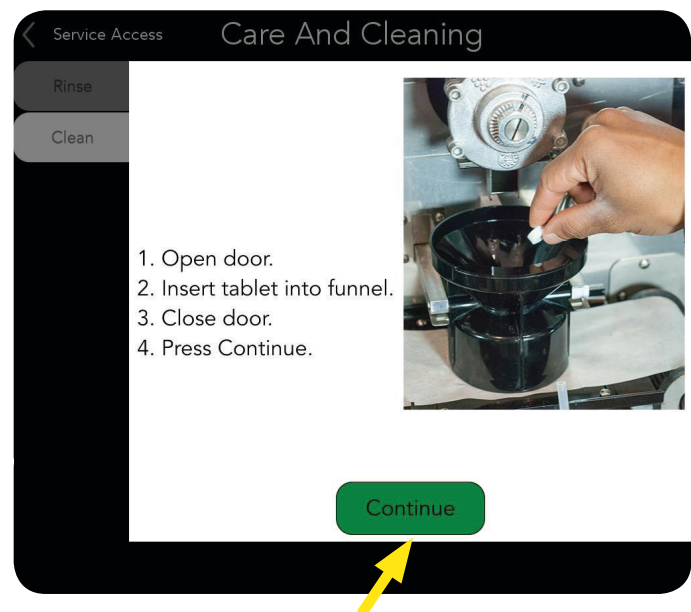 Service Access
Care And Cleaning
Rinse
Clean
1. Open door.
2. Insert tablet into funnel.
3. Close door.
4. Press Continue.
Continue